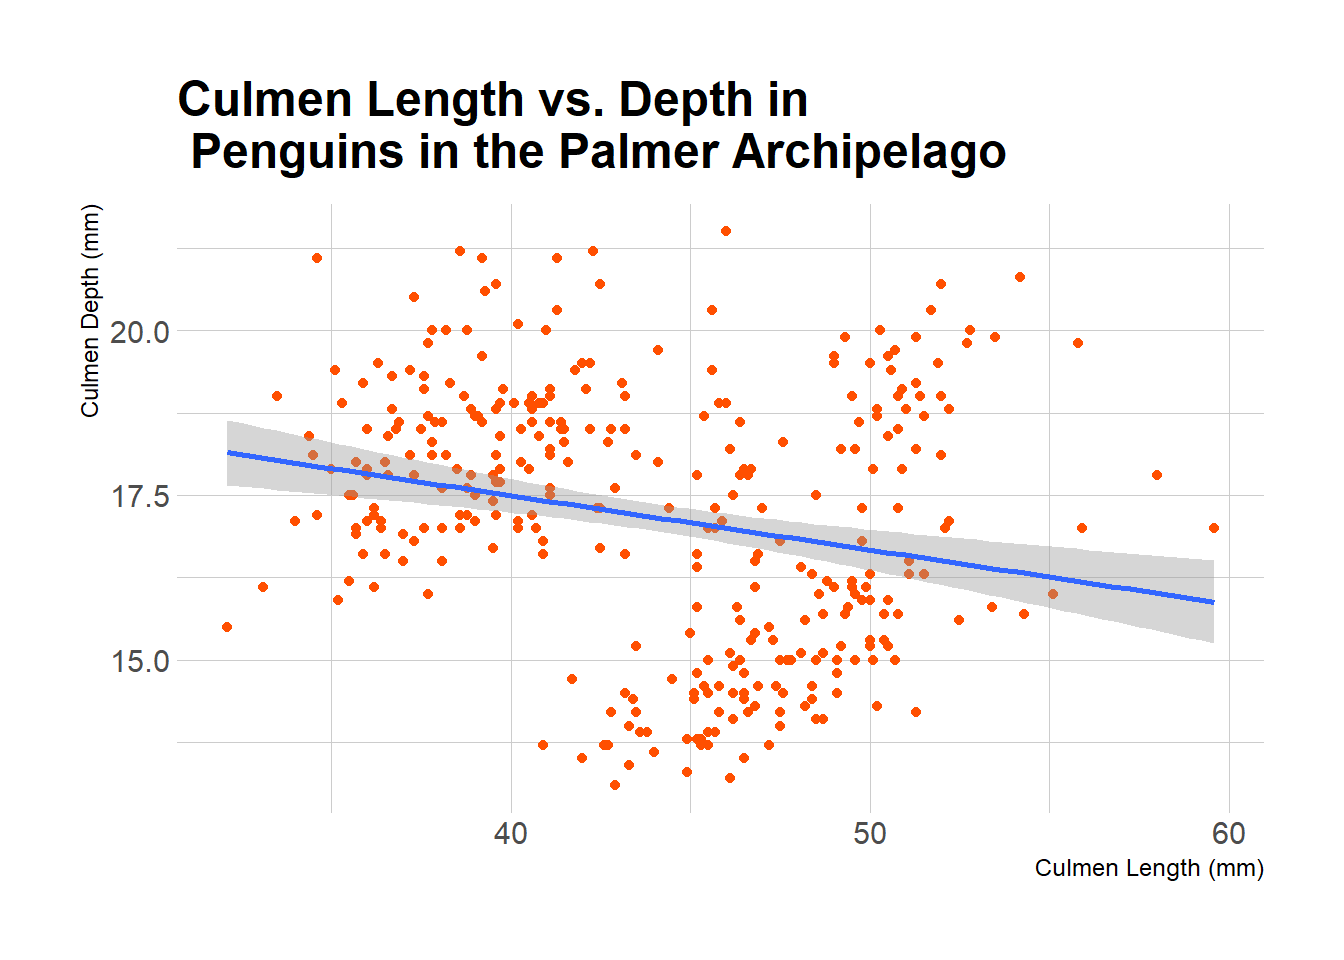 Culmen Length vs. Depth in
Penguins in the Palmer Archipelago
Culmen Depth (mm)
20.0
17.5
15.0
40 50 60
Culmen Length (mm)